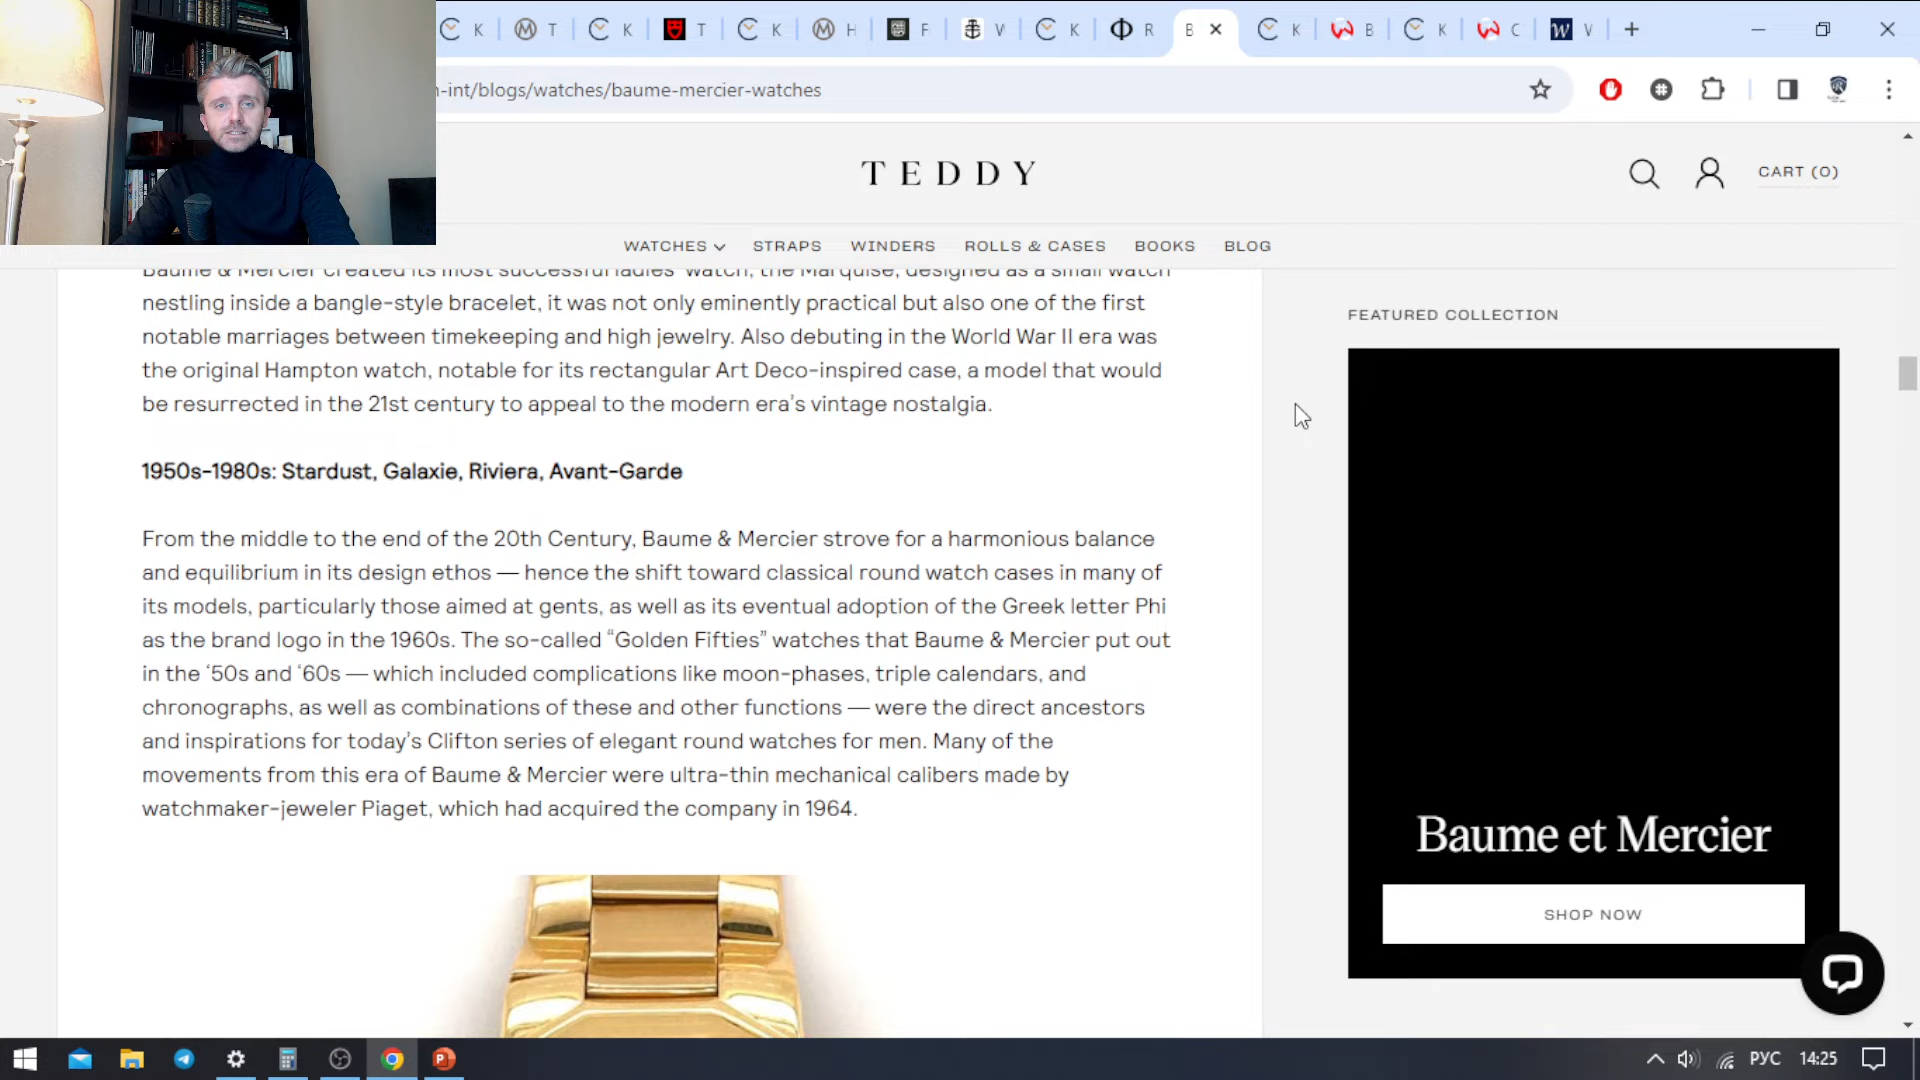 K
T
K
T
K
H
F
V
K
R
B
K
B
K
C
V
n-int/blogs/watches/baume-mercier-watches
TEDDY
CART (0)
WATCHES
STRAPS
WINDERS
ROLLS & CASES
BOOKS
BLOG
Baume & Mercier created its most successful ladies' watch, the Marquise, designed as a small watch
nestling inside a bangle-style bracelet, it was not only eminently practical but also one of the first
notable marriages between timekeeping and high jewelry. Also debuting in the World War II era was
the original Hampton watch, notable for its rectangular Art Deco-inspired case, a model that would
be resurrected in the 21st century to appeal to the modern era's vintage nostalgia.
1950s-1980s: Stardust, Galaxie, Riviera, Avant-Garde
From the middle to the end of the 20th Century, Baume & Mercier strove for a harmonious balance
and equilibrium in its design ethos — hence the shift toward classical round watch cases in many of
its models, particularly those aimed at gents, as well as its eventual adoption of the Greek letter Phi
as the brand logo in the 1960s. The so-called “Golden Fifties” watches that Baume & Mercier put out
in the ‘50s and ‘60s — which included complications like moon-phases, triple calendars, and
chronographs, as well as combinations of these and other functions — were the direct ancestors
and inspirations for today's Clifton series of elegant round watches for men. Many of the
movements from this era of Baume & Mercier were ultra-thin mechanical calibers made by
watchmaker-jeweler Piaget, which had acquired the company in 1964.
FEATURED COLLECTION
Baume et Mercier
SHOP NOW
РУС
14:25